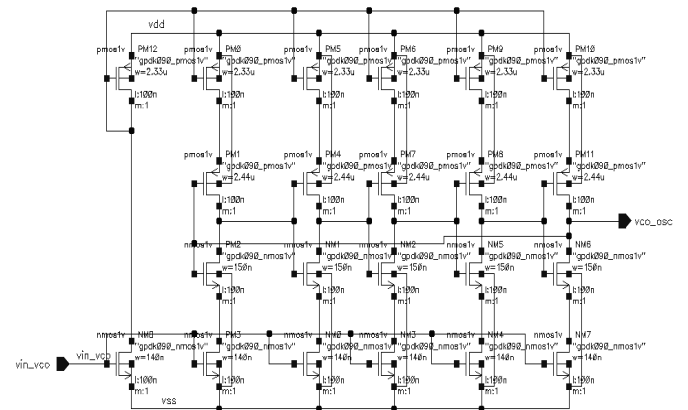 vdd
pmos1v PM12 pmos1v PM0 pmos1v PM5 pmos1v PM6 pmos1v PM9 pmos1v PM10
"gpdk090_pmos1v" "gpdk090_pmos1v" "gpdk090_pmos1v" "gpdk090_pmos1v" "gpdk090_pmos1v" "gpdk090_pmos1v"
w=2.33u w=2.33u w=2.33u w=2.33u w=2.33u w=2.33u
l:100n l:100n l:100n l:100n l:100n l:100n
m:1 m:1 m:1 m:1 m:1 m:1
pmos1v PM1 pmos1v PM4 pmos1v PM7 pmos1v PM8 pmos1v PM11
"gpdk090_pmos1v" "gpdk090_pmos1v" "gpdk090_pmos1v" "gpdk090_pmos1v" "gpdk090_pmos1v"
w=2.44u w=2.44u w=2.44u w=2.44u w=2.44u
l:100n l:100n l:100n l:100n l:100n
m:1 m:1 m:1 m:1 m:1
vco_osc
nmos1v PM2 nmos1v NM1 nmos1v NM2 nmos1v NM5 nmos1v NM6
"gpdk090_nmos1v" "gpdk090_nmos1v" "gpdk090_nmos1v" "gpdk090_nmos1v" "gpdk090_nmos1v"
w=150n w=150n w=150n w=150n w=150n
l:100n l:100n l:100n l:100n l:100n
m:1 m:1 m:1 m:1 m:1
nmos1v NM8 nmos1v PM3 nmos1v NM0 nmos1v NM3 nmos1v NM4 nmos1v NM7
"gpdk090_nmos1v" "gpdk090_nmos1v" "gpdk090_nmos1v" "gpdk090_nmos1v" "gpdk090_nmos1v" "gpdk090_nmos1v"
vin_vco vin_vco w=140n w=140n w=140n w=140n w=140n w=140n
l:100n l:100n l:100n l:100n l:100n l:100n
m:1 m:1 m:1 m:1 m:1 m:1
vss